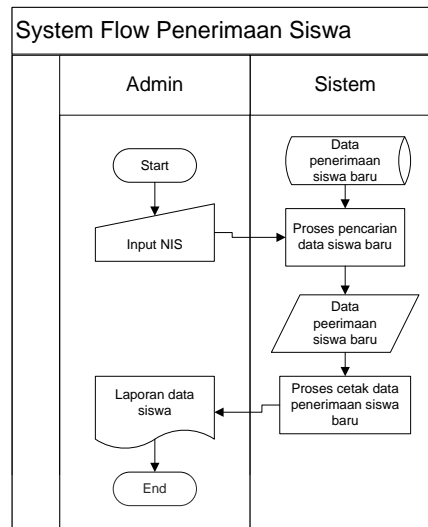 System Flow Penerimaan Siswa
Admin
Sistem
Start
Data
penerimaan
siswa baru
Input NIS
Proses pencarian
data siswa baru
Data
peerimaan
siswa baru
Laporan data
siswa
Proses cetak data
penerimaan siswa
baru
End